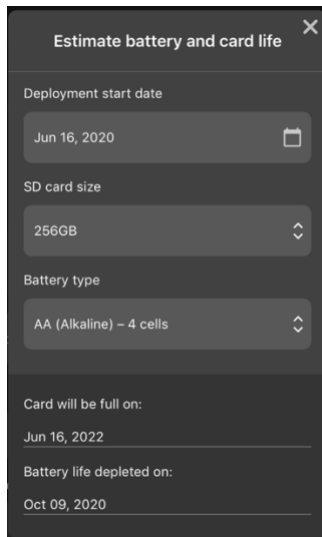 Estimate battery and card life
Deployment start date
Jun 16, 2020
SD card size
256GB
Battery type
AA (Alkaline) – 4 cells
Card will be full on:
Jun 16, 2022
Battery life depleted on:
Oct 09, 2020